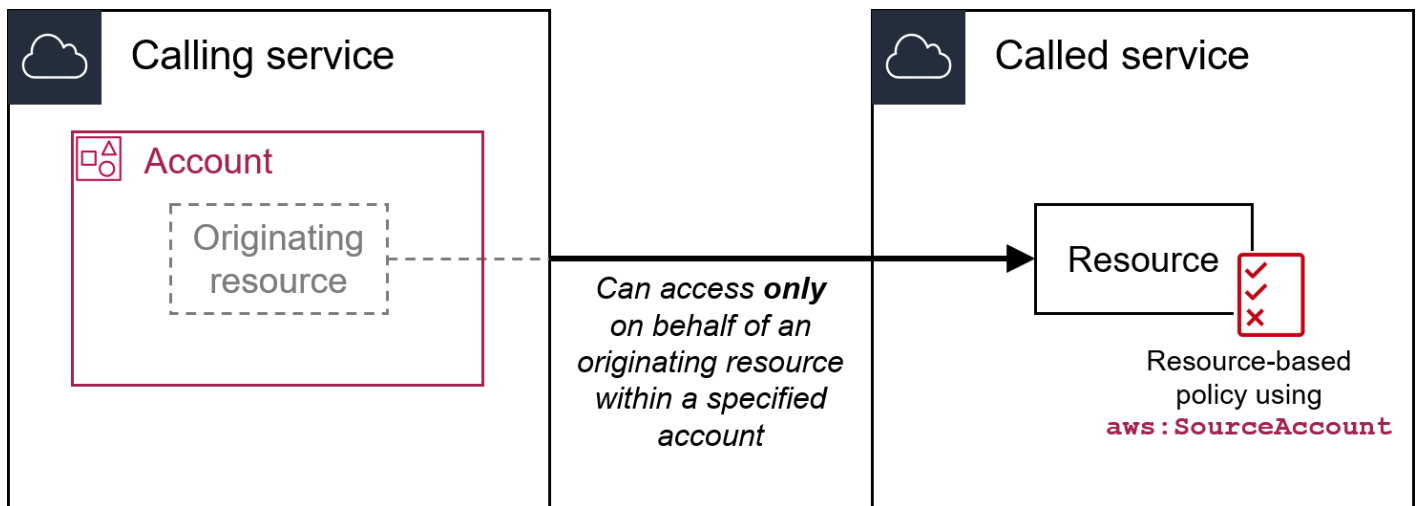 Calling service
Account
Originating
resource
Can access only
on behalf of an
originating resource
within a specified
account
Called service
Resource
Resource-based
policy using
aws:SourceAccount